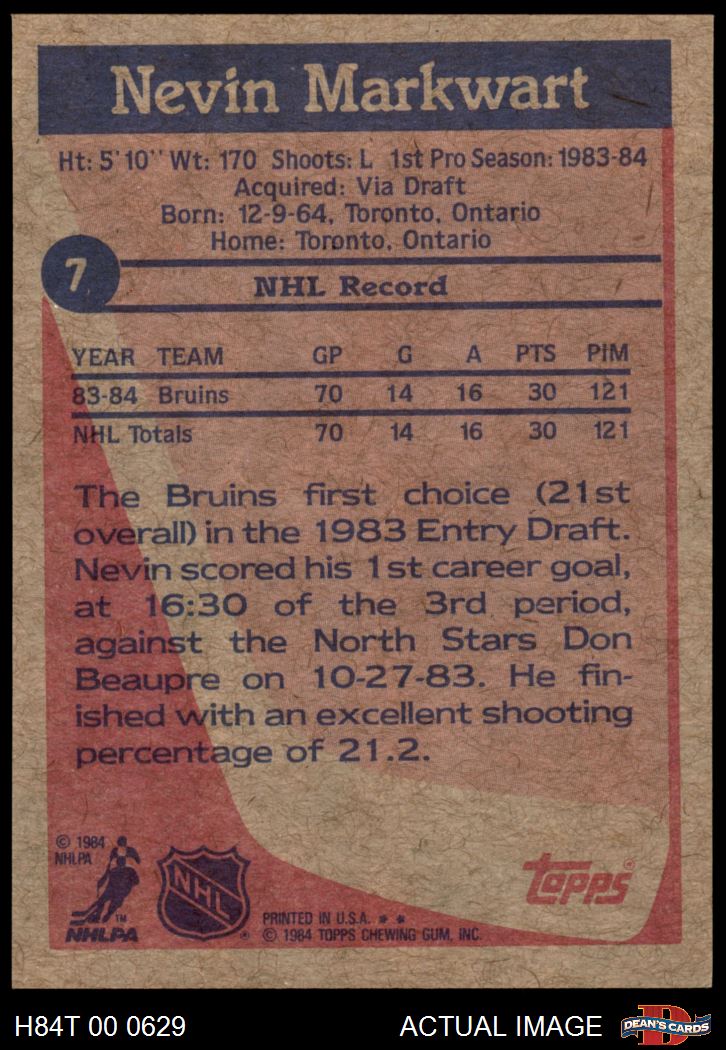 Nevin Markwart
Ht: 5'10" Wt: 170 Shoots: L 1st Pro Season: 1983-84
Acquired: Via Draft
Born: 12-9-64, Toronto, Ontario
Home: Toronto, Ontario
7
NHL Record
YEAR TEAM GP G A PTS PIM
83-84 Bruins 70 14 16 30 121
NHL Totals 70 14 16 30 121
The Bruins first choice (21st
overall) in the 1983 Entry Draft.
Nevin scored his 1st career goal,
at 16:30 of the 3rd period,
against the North Stars Don
Beaupre on 10-27-83. He fin-
ished with an excellent shooting
percentage of 21.2.
© 1984
NHLPA
TM
NHLPA
NHL
®
PRINTED IN U.S.A. * *
© 1984 TOPPS CHEWING GUM, INC.
topps®
H84T 00 0629
ACTUAL IMAGE
D
DEAN'S CARDS